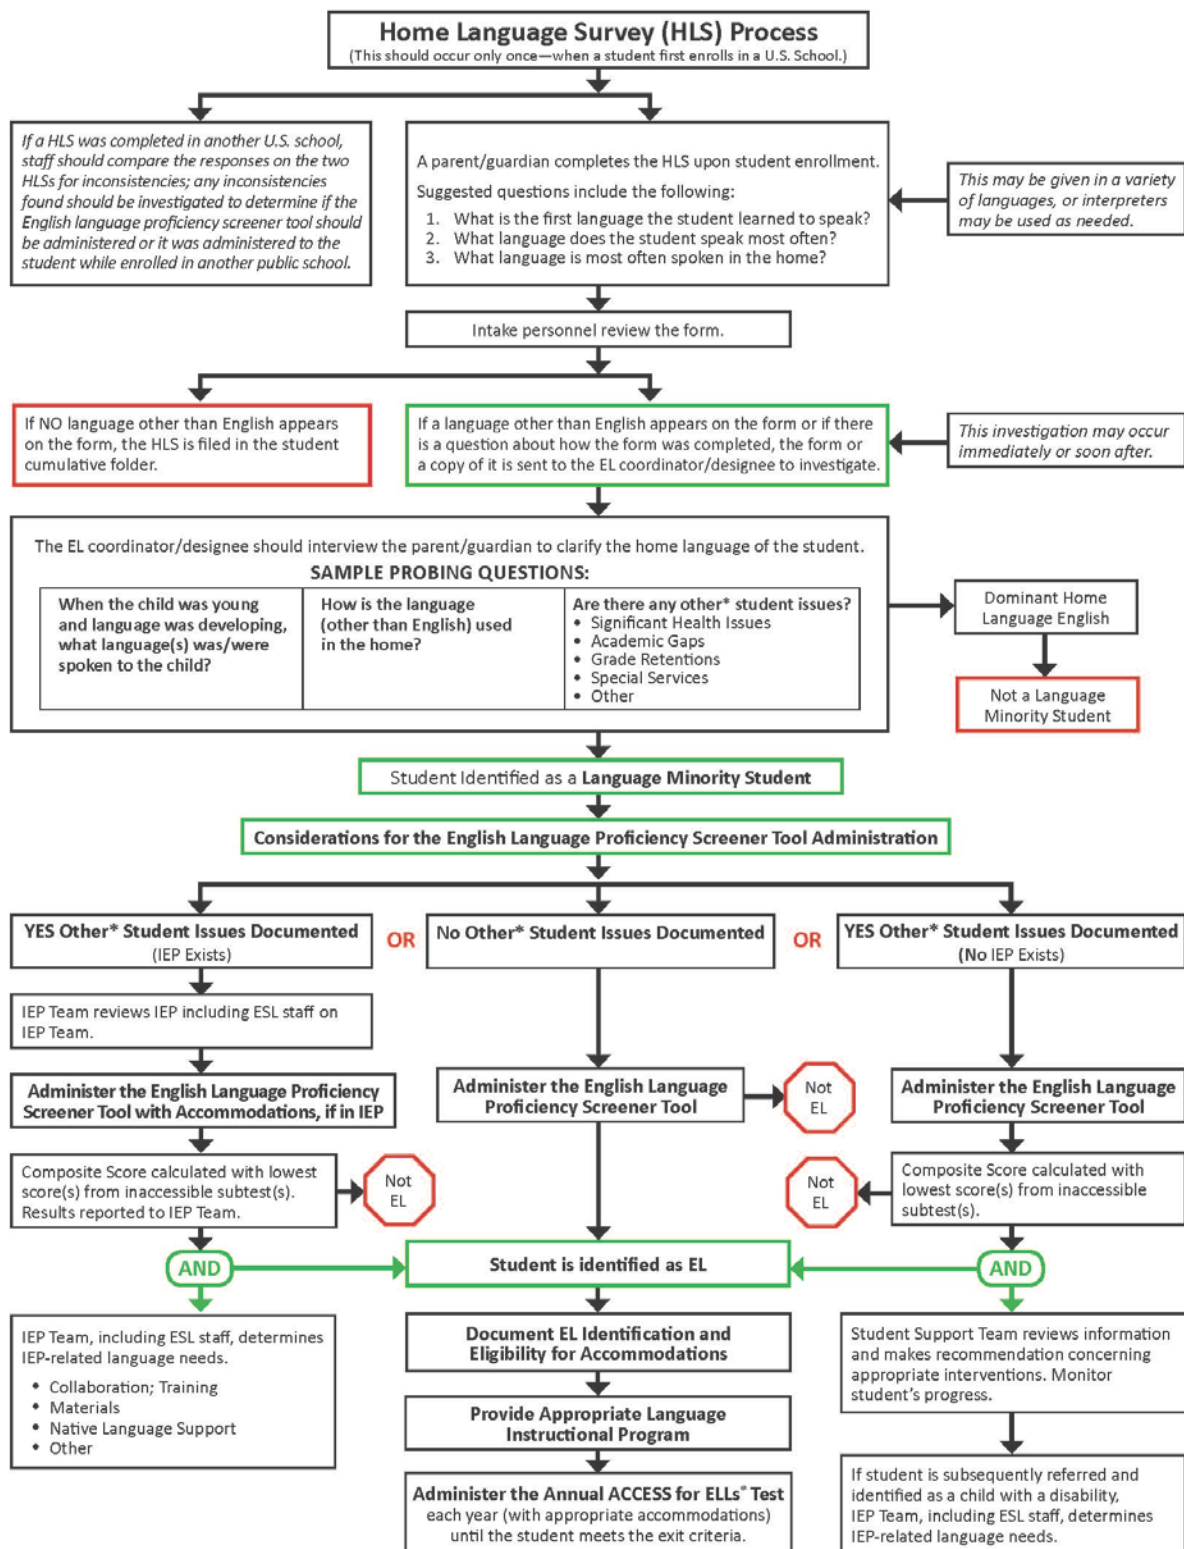 Home Language Survey (HLS) Process
(This should occur only once—when a student first enrolls in a U.S. School.)
If a HLS was completed in another U.S. school,
staff should compare the responses on the two
HLSs for inconsistencies; any inconsistencies
found should be investigated to determine if the
English language proficiency screener tool should
be administered or it was administered to the
student while enrolled in another public school.
A parent/guardian completes the HLS upon student enrollment.
Suggested questions include the following:
1. What is the first language the student learned to speak?
2. What language does the student speak most often?
3. What language is most often spoken in the home?
This may be given in a variety
of languages, or interpreters
may be used as needed.
Intake personnel review the form.
If NO language other than English appears
on the form, the HLS is filed in the student
cumulative folder.
If a language other than English appears on the form or if there
is a question about how the form was completed, the form or
a copy of it is sent to the EL coordinator/designee to investigate.
This investigation may occur
immediately or soon after.
The EL coordinator/designee should interview the parent/guardian to clarify the home language of the student.
SAMPLE PROBING QUESTIONS:
When the child was young
and language was developing,
what language(s) was/were
spoken to the child?
How is the language
(other than English) used
in the home?
Are there any other* student issues?
• Significant Health Issues
• Academic Gaps
• Grade Retentions
• Special Services
• Other
Dominant Home
Language English
Not a Language
Minority Student
Student Identified as a Language Minority Student
Considerations for the English Language Proficiency Screener Tool Administration
YES Other* Student Issues Documented
(IEP Exists)
OR
No Other* Student Issues Documented
OR
YES Other* Student Issues Documented
(No IEP Exists)
IEP Team reviews IEP including ESL staff on
IEP Team.
Administer the English Language Proficiency
Screener Tool with Accommodations, if in IEP
Administer the English Language
Proficiency Screener Tool
Not
EL
Administer the English Language
Proficiency Screener Tool
Composite Score calculated with lowest
score(s) from inaccessible subtest(s).
Results reported to IEP Team.
Not
EL
Not
EL
Composite Score calculated with
lowest score(s) from inaccessible
subtest(s).
AND
Student is identified as EL
AND
IEP Team, including ESL staff, determines
IEP-related language needs.
• Collaboration; Training
• Materials
• Native Language Support
• Other
Document EL Identification and
Eligibility for Accommodations
Provide Appropriate Language
Instructional Program
Administer the Annual ACCESS for ELLs® Test
each year (with appropriate accommodations)
until the student meets the exit criteria.
Student Support Team reviews information
and makes recommendation concerning
appropriate interventions. Monitor
student's progress.
If student is subsequently referred and
identified as a child with a disability,
IEP Team, including ESL staff, determines
IEP-related language needs.